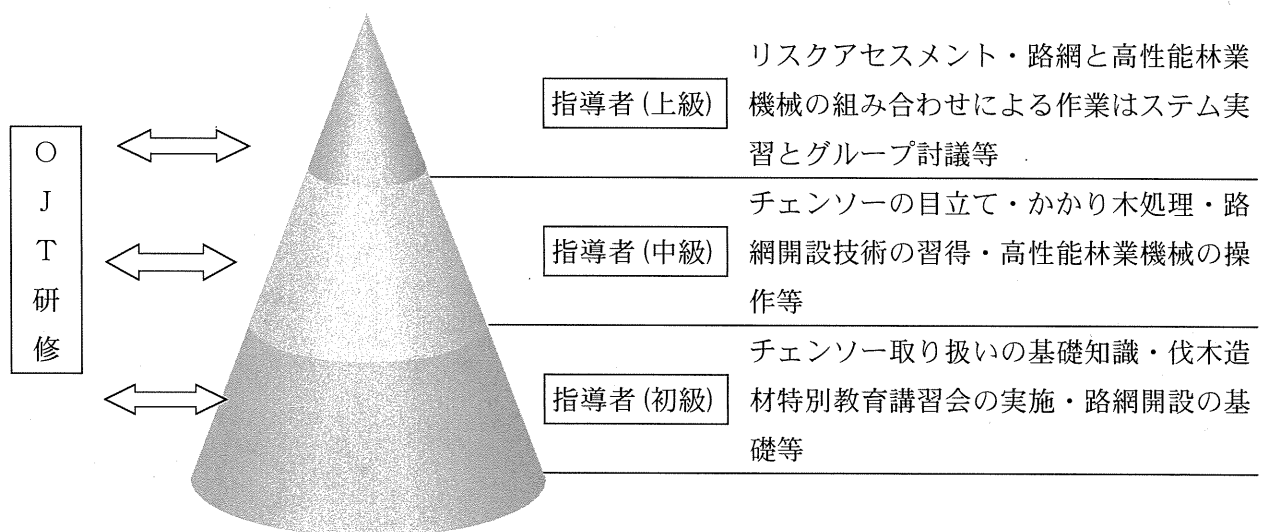 OJT研修
指導者(上級)
リスクアセスメント・路網と高性能林業
機械の組み合わせによる作業はステム実
習とグループ討議等
指導者(中級)
チェンソーの目立て・かかり木処理・路
網開設技術の習得・高性能林業機械の操
作等
指導者(初級)
チェンソー取り扱いの基礎知識・伐木造
材特別教育講習会の実施・路網開設の基
礎等